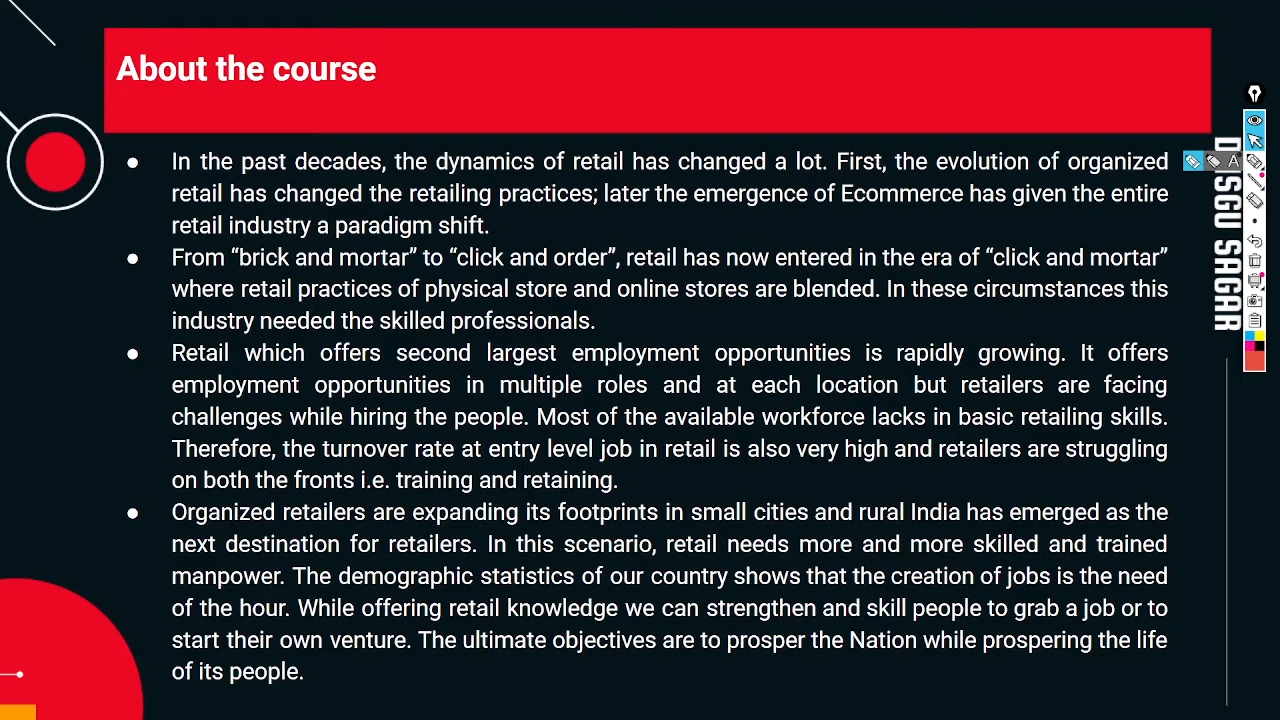 About the course
● In the past decades, the dynamics of retail has changed a lot. First, the evolution of organized
retail has changed the retailing practices; later the emergence of Ecommerce has given the entire
retail industry a paradigm shift.
● From “brick and mortar” to “click and order”, retail has now entered in the era of “click and mortar”
where retail practices of physical store and online stores are blended. In these circumstances this
industry needed the skilled professionals.
● Retail which offers second largest employment opportunities is rapidly growing. It offers
employment opportunities in multiple roles and at each location but retailers are facing
challenges while hiring the people. Most of the available workforce lacks in basic retailing skills.
Therefore, the turnover rate at entry level job in retail is also very high and retailers are struggling
on both the fronts i.e. training and retaining.
● Organized retailers are expanding its footprints in small cities and rural India has emerged as the
next destination for retailers. In this scenario, retail needs more and more skilled and trained
manpower. The demographic statistics of our country shows that the creation of jobs is the need
of the hour. While offering retail knowledge we can strengthen and skill people to grab a job or to
start their own venture. The ultimate objectives are to prosper the Nation while prospering the life
of its people.
SGU SAGAR
A